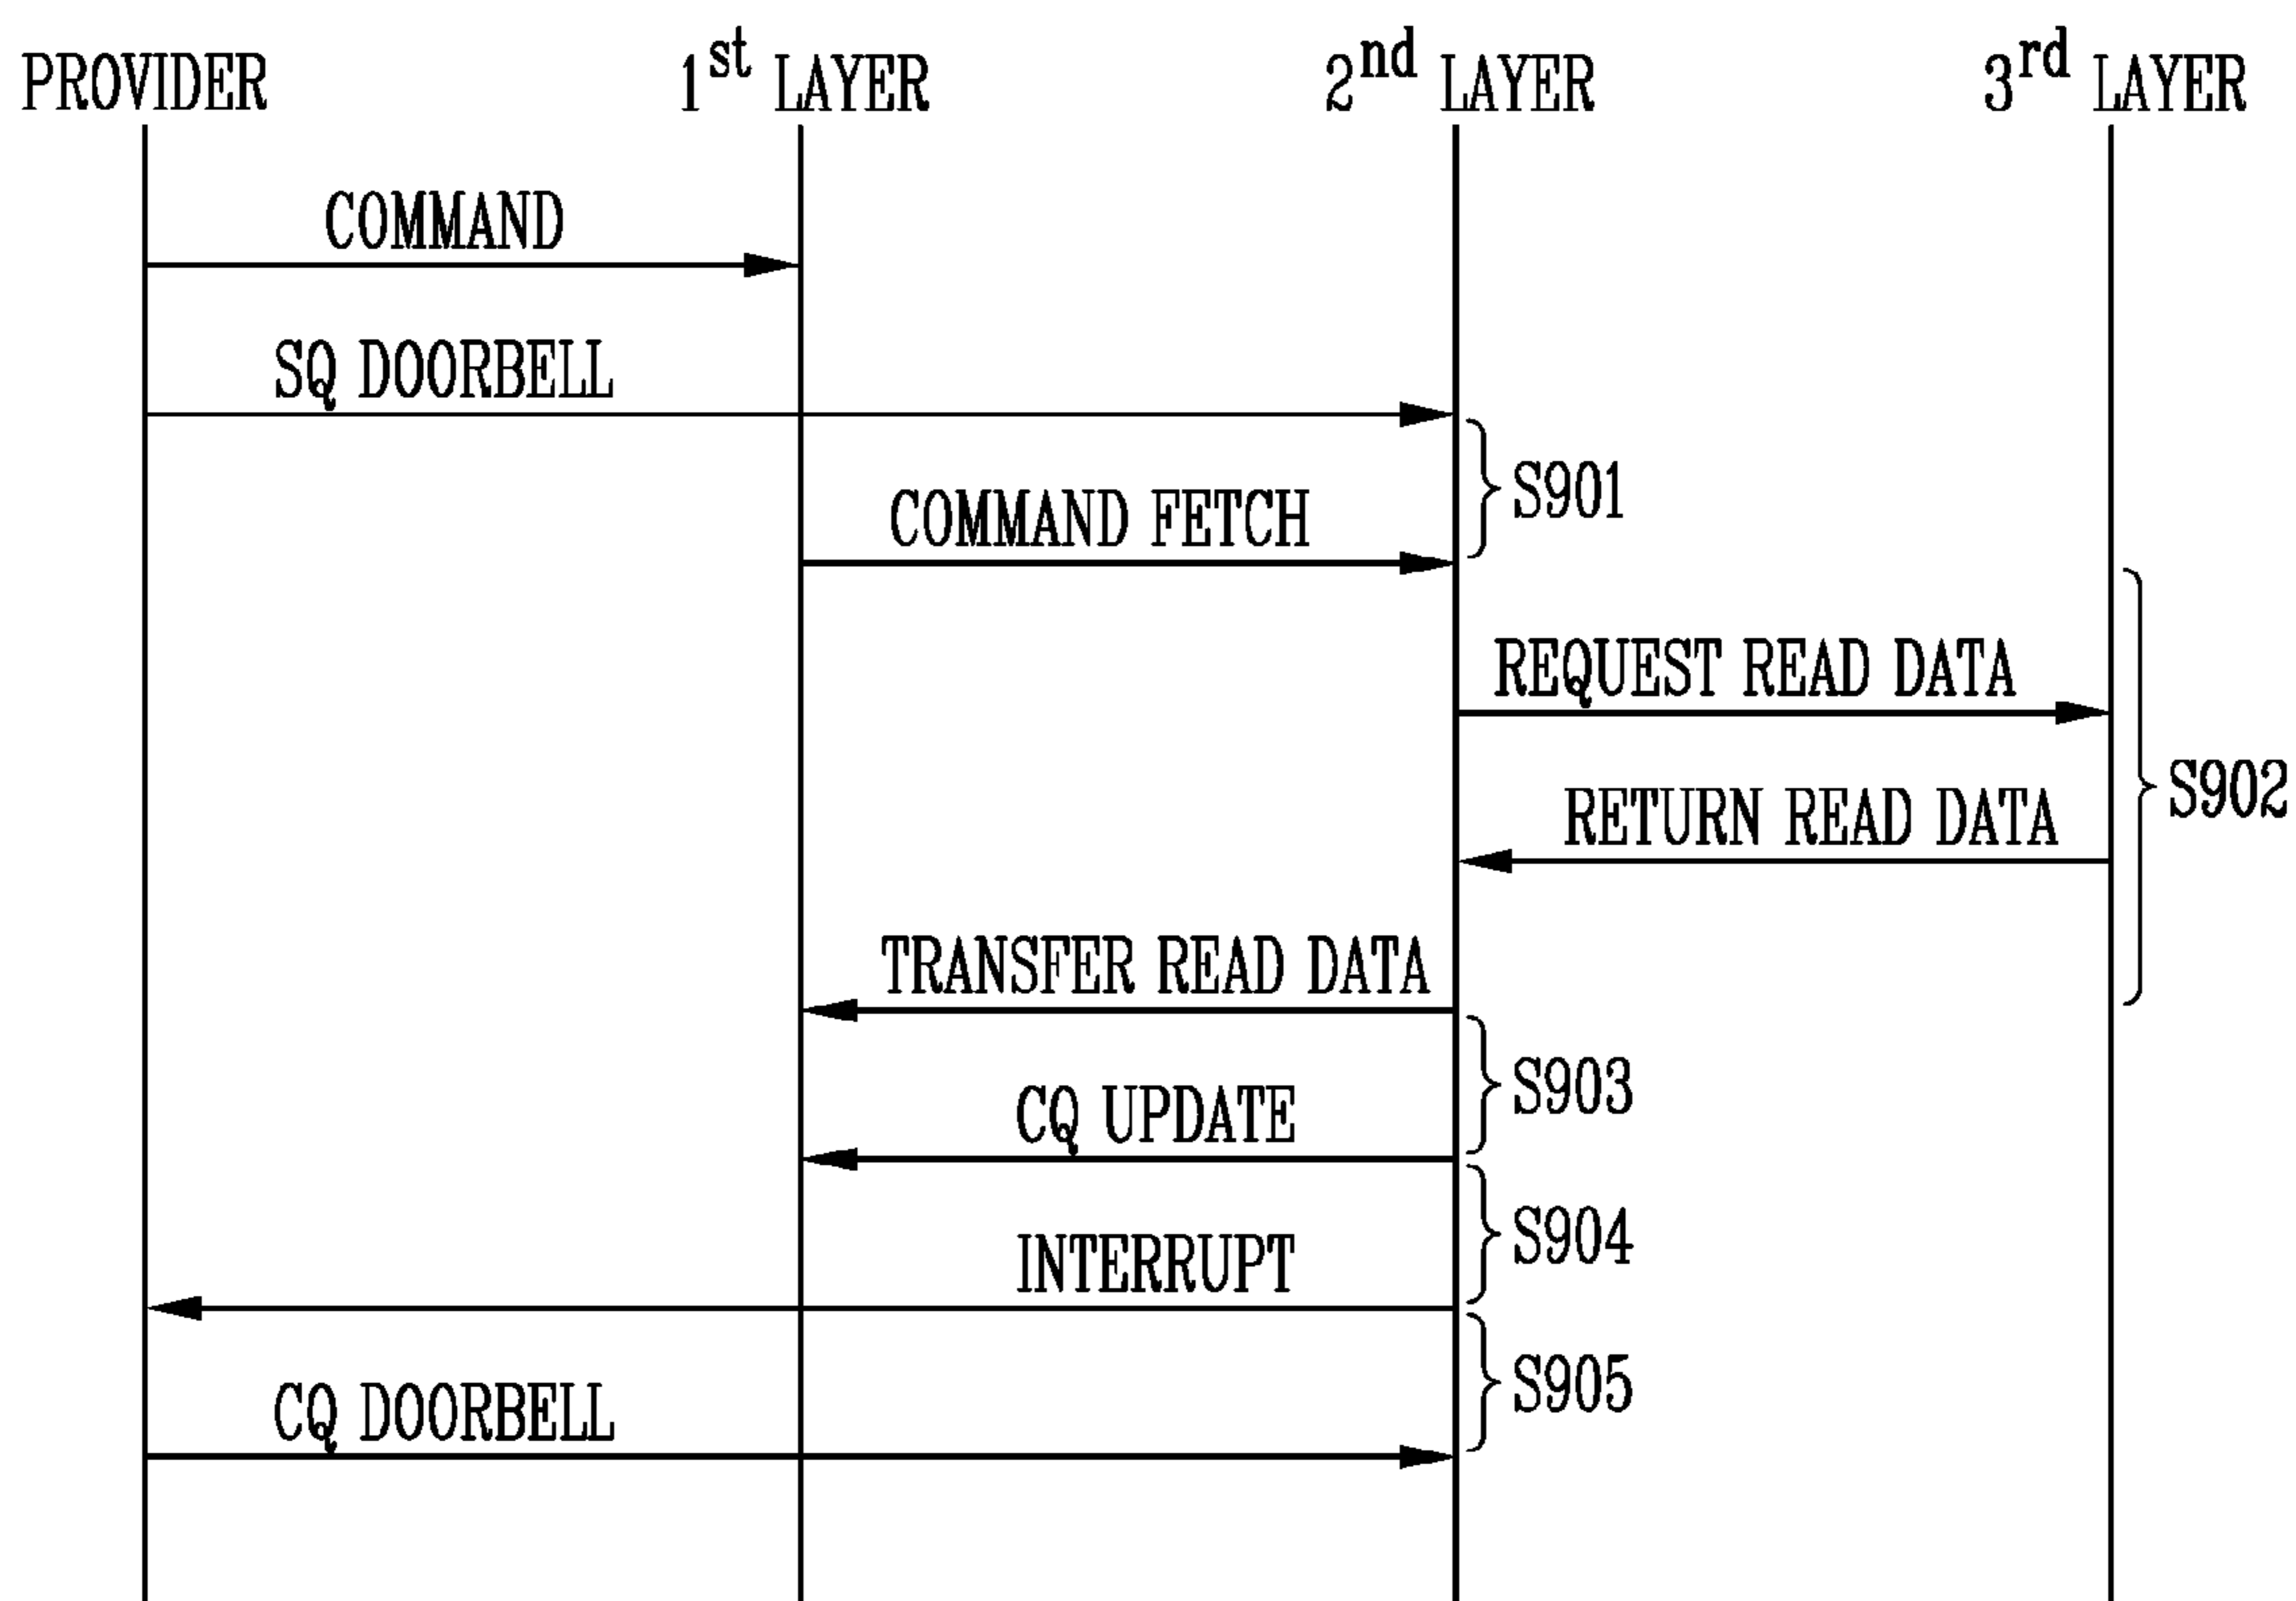 PROVIDER 1st LAYER 2nd LAYER 3rd LAYER
COMMAND
SQ DOORBELL
S901
COMMAND FETCH
REQUEST READ DATA
S902
RETURN READ DATA
TRANSFER READ DATA
S903
CQ UPDATE
S904
INTERRUPT
S905
CQ DOORBELL